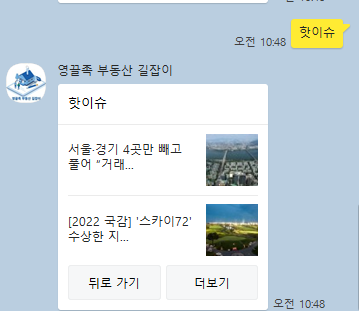 핫이슈
오전 10:48
영끌족 부동산 길잡이
핫이슈
서울·경기 4곳만 빼고
풀어 “거래...
[2022 국감] '스카이72'
수상한 지...
뒤로 가기
더보기
오전 10:48